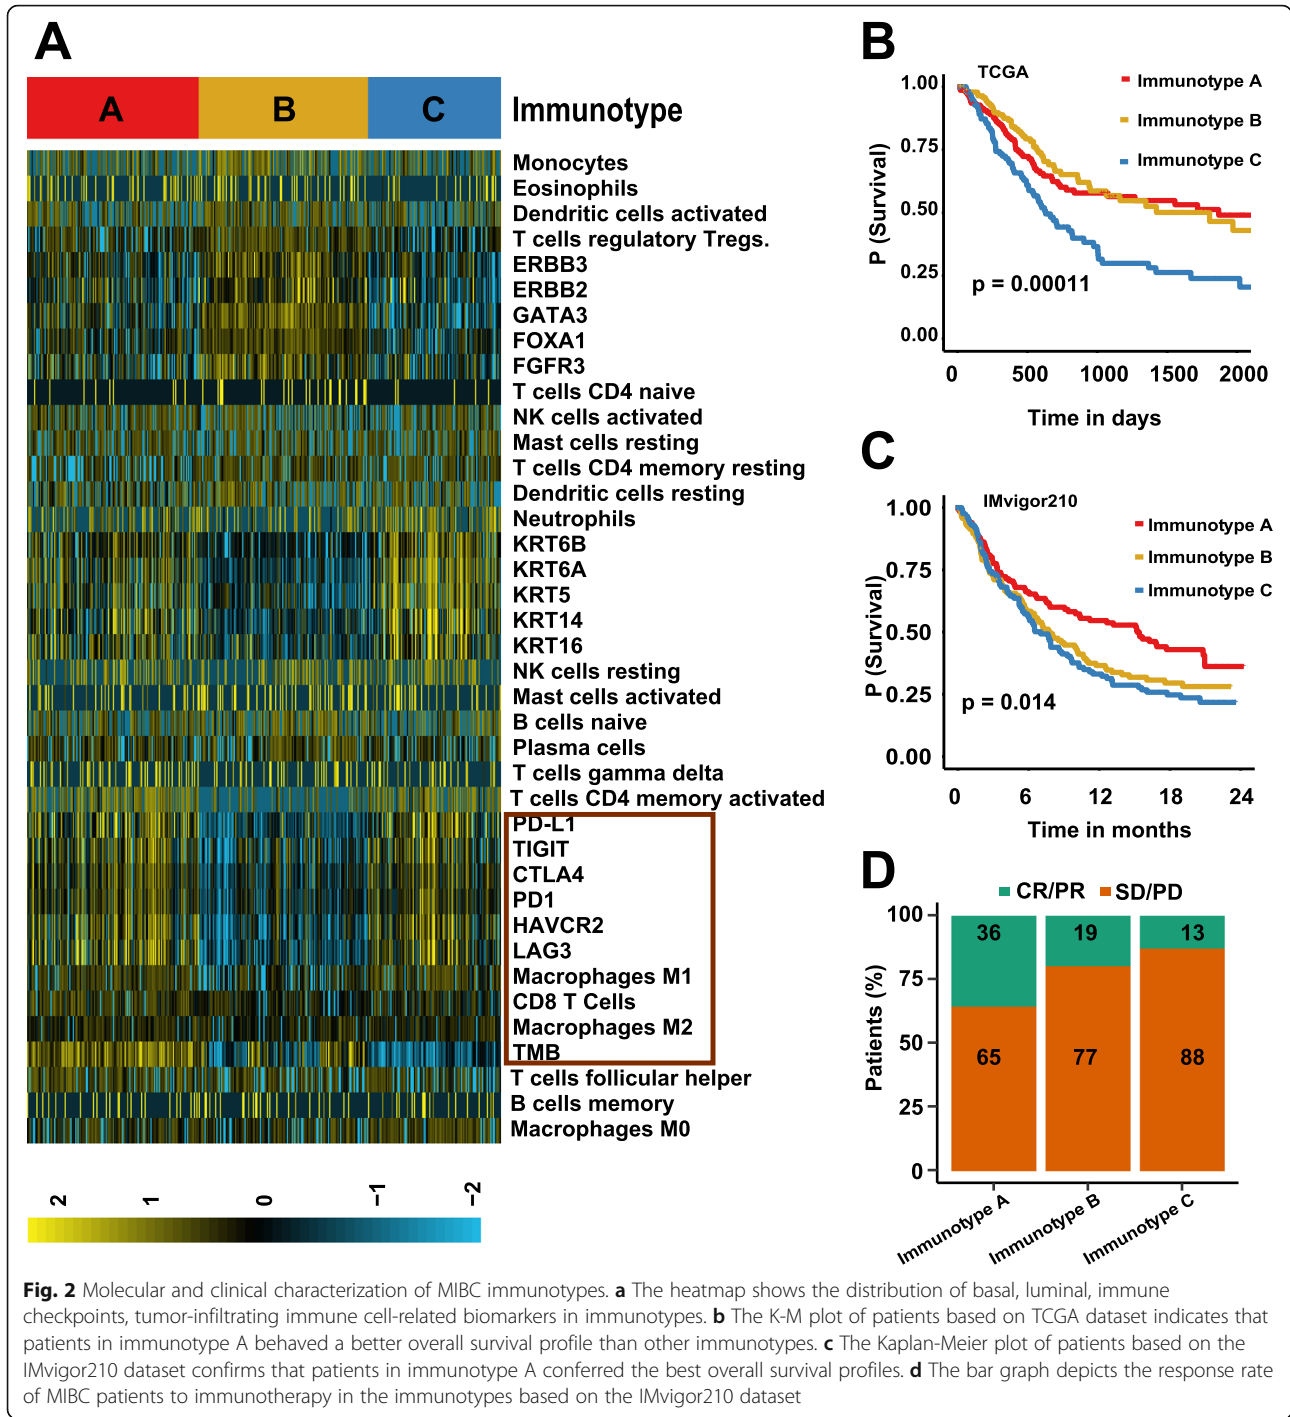 A
A B C Immunotype
Monocytes
Eosinophils
Dendritic cells activated
T cells regulatory Tregs.
ERBB3
ERBB2
GATA3
FOXA1
FGFR3
T cells CD4 naive
NK cells activated
Mast cells resting
T cells CD4 memory resting
Dendritic cells resting
Neutrophils
KRT6B
KRT6A
KRT5
KRT14
KRT16
NK cells resting
Mast cells activated
B cells naive
Plasma cells
T cells gamma delta
T cells CD4 memory activated
PD-L1
TIGIT
CTLA4
PD1
HAVCR2
LAG3
Macrophages M1
CD8 T Cells
Macrophages M2
TMB
T cells follicular helper
B cells memory
Macrophages M0
2 1 0 −1 −2
B
TCGA
Immunotype A
Immunotype B
Immunotype C
P (Survival)
1.00
0.75
0.50
0.25
0.00
p = 0.00011
0 500 1000 1500 2000
Time in days
C
IMvigor210
Immunotype A
Immunotype B
Immunotype C
P (Survival)
1.00
0.75
0.50
0.25
0.00
p = 0.014
0 6 12 18 24
Time in months
D
CR/PR SD/PD
Patients (%)
100
75
50
25
0
36 19 13
65 77 88
Immunotype A
Immunotype B
Immunotype C
Fig. 2 Molecular and clinical characterization of MIBC immunotypes. a The heatmap shows the distribution of basal, luminal, immune
checkpoints, tumor-infiltrating immune cell-related biomarkers in immunotypes. b The K-M plot of patients based on TCGA dataset indicates that
patients in immunotype A behaved a better overall survival profile than other immunotypes. c The Kaplan-Meier plot of patients based on the
IMvigor210 dataset confirms that patients in immunotype A conferred the best overall survival profiles. d The bar graph depicts the response rate
of MIBC patients to immunotherapy in the immunotypes based on the IMvigor210 dataset